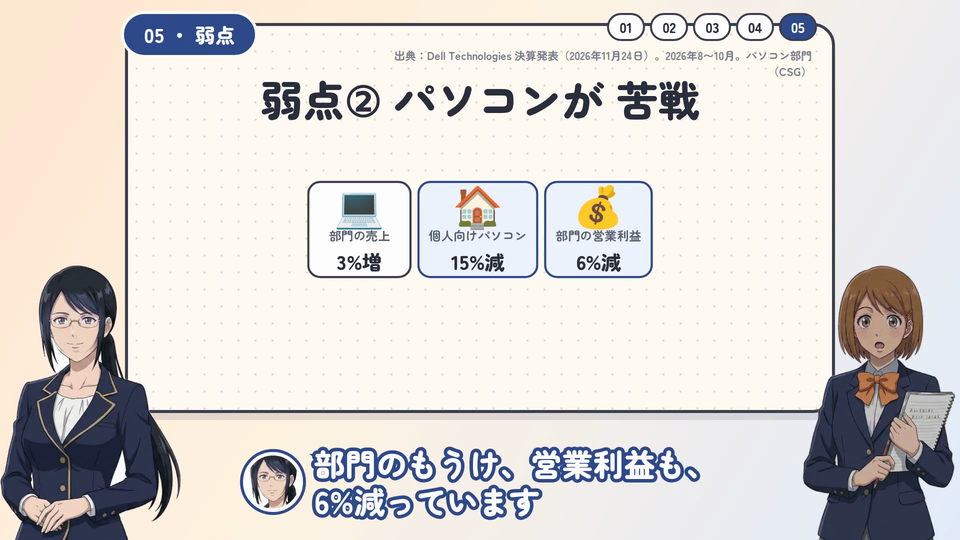 05 ・ 弱点
01 02 03 04 05
出典：Dell Technologies 決算発表（2026年11月24日）。2026年8〜10月。パソコン部門
（CSG）
弱点② パソコンが 苦戦
部門の売上
3%増
個人向けパソコン
15%減
部門の営業利益
6%減
部門のもうけ、営業利益も、
6%減っています